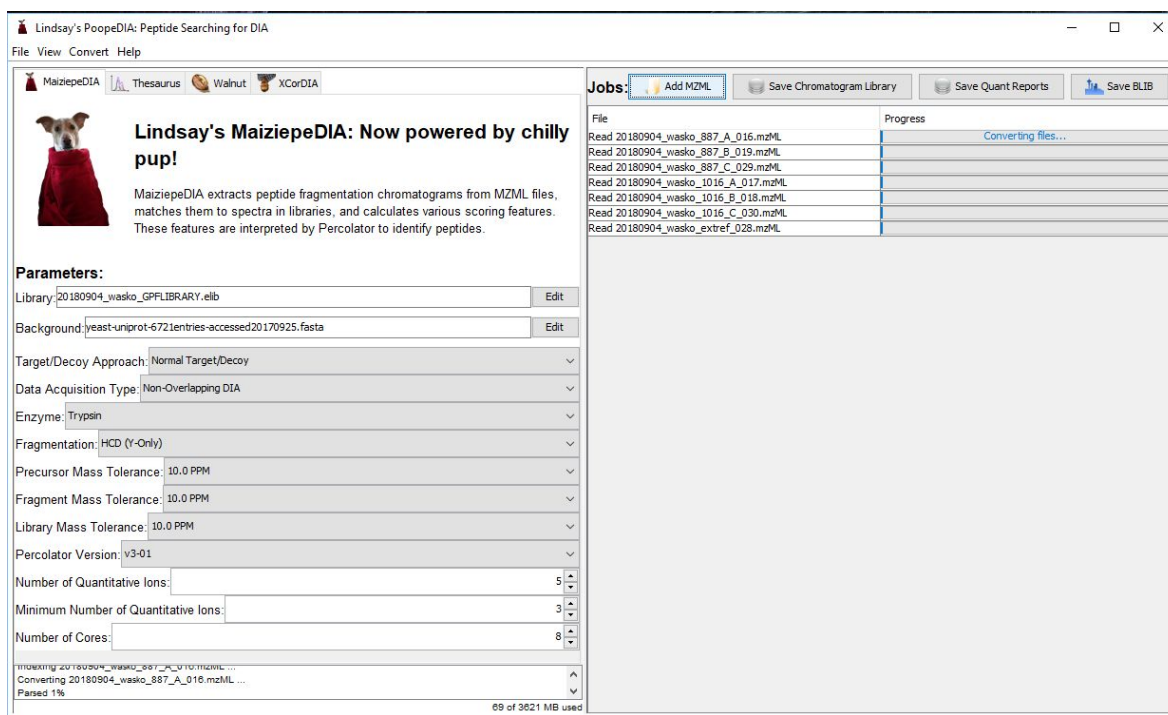 Lindsay's PoopeDIA: Peptide Searching for DIA
File View Convert Help
MaiziepeDIA Thesaurus Walnut XCorDIA
Lindsay's MaiziepeDIA: Now powered by chilly
pup!
MaiziepeDIA extracts peptide fragmentation chromatograms from MZML files,
matches them to spectra in libraries, and calculates various scoring features.
These features are interpreted by Percolator to identify peptides.
Parameters:
Library: 20180904_wasko_GPFLIBRARY.elib Edit
Background: yeast-uniprot-6721entries-accessed20170925.fasta Edit
Target/Decoy Approach: Normal Target/Decoy
Data Acquisition Type: Non-Overlapping DIA
Enzyme: Trypsin
Fragmentation: HCD (Y-Only)
Precursor Mass Tolerance: 10.0 PPM
Fragment Mass Tolerance: 10.0 PPM
Library Mass Tolerance: 10.0 PPM
Percolator Version: v3-01
Number of Quantitative Ions: 5
Minimum Number of Quantitative Ions: 3
Number of Cores: 8
Indexing 20180904_wasko_887_A_016.mzML ...
Converting 20180904_wasko_887_A_016.mzML ...
Parsed 1%
69 of 3621 MB used
Jobs: Add MZML Save Chromatogram Library Save Quant Reports Save BLIB
File Progress
Read 20180904_wasko_887_A_016.mzML Converting files...
Read 20180904_wasko_887_B_019.mzML
Read 20180904_wasko_887_C_029.mzML
Read 20180904_wasko_1016_A_017.mzML
Read 20180904_wasko_1016_B_018.mzML
Read 20180904_wasko_1016_C_030.mzML
Read 20180904_wasko_extref_028.mzML